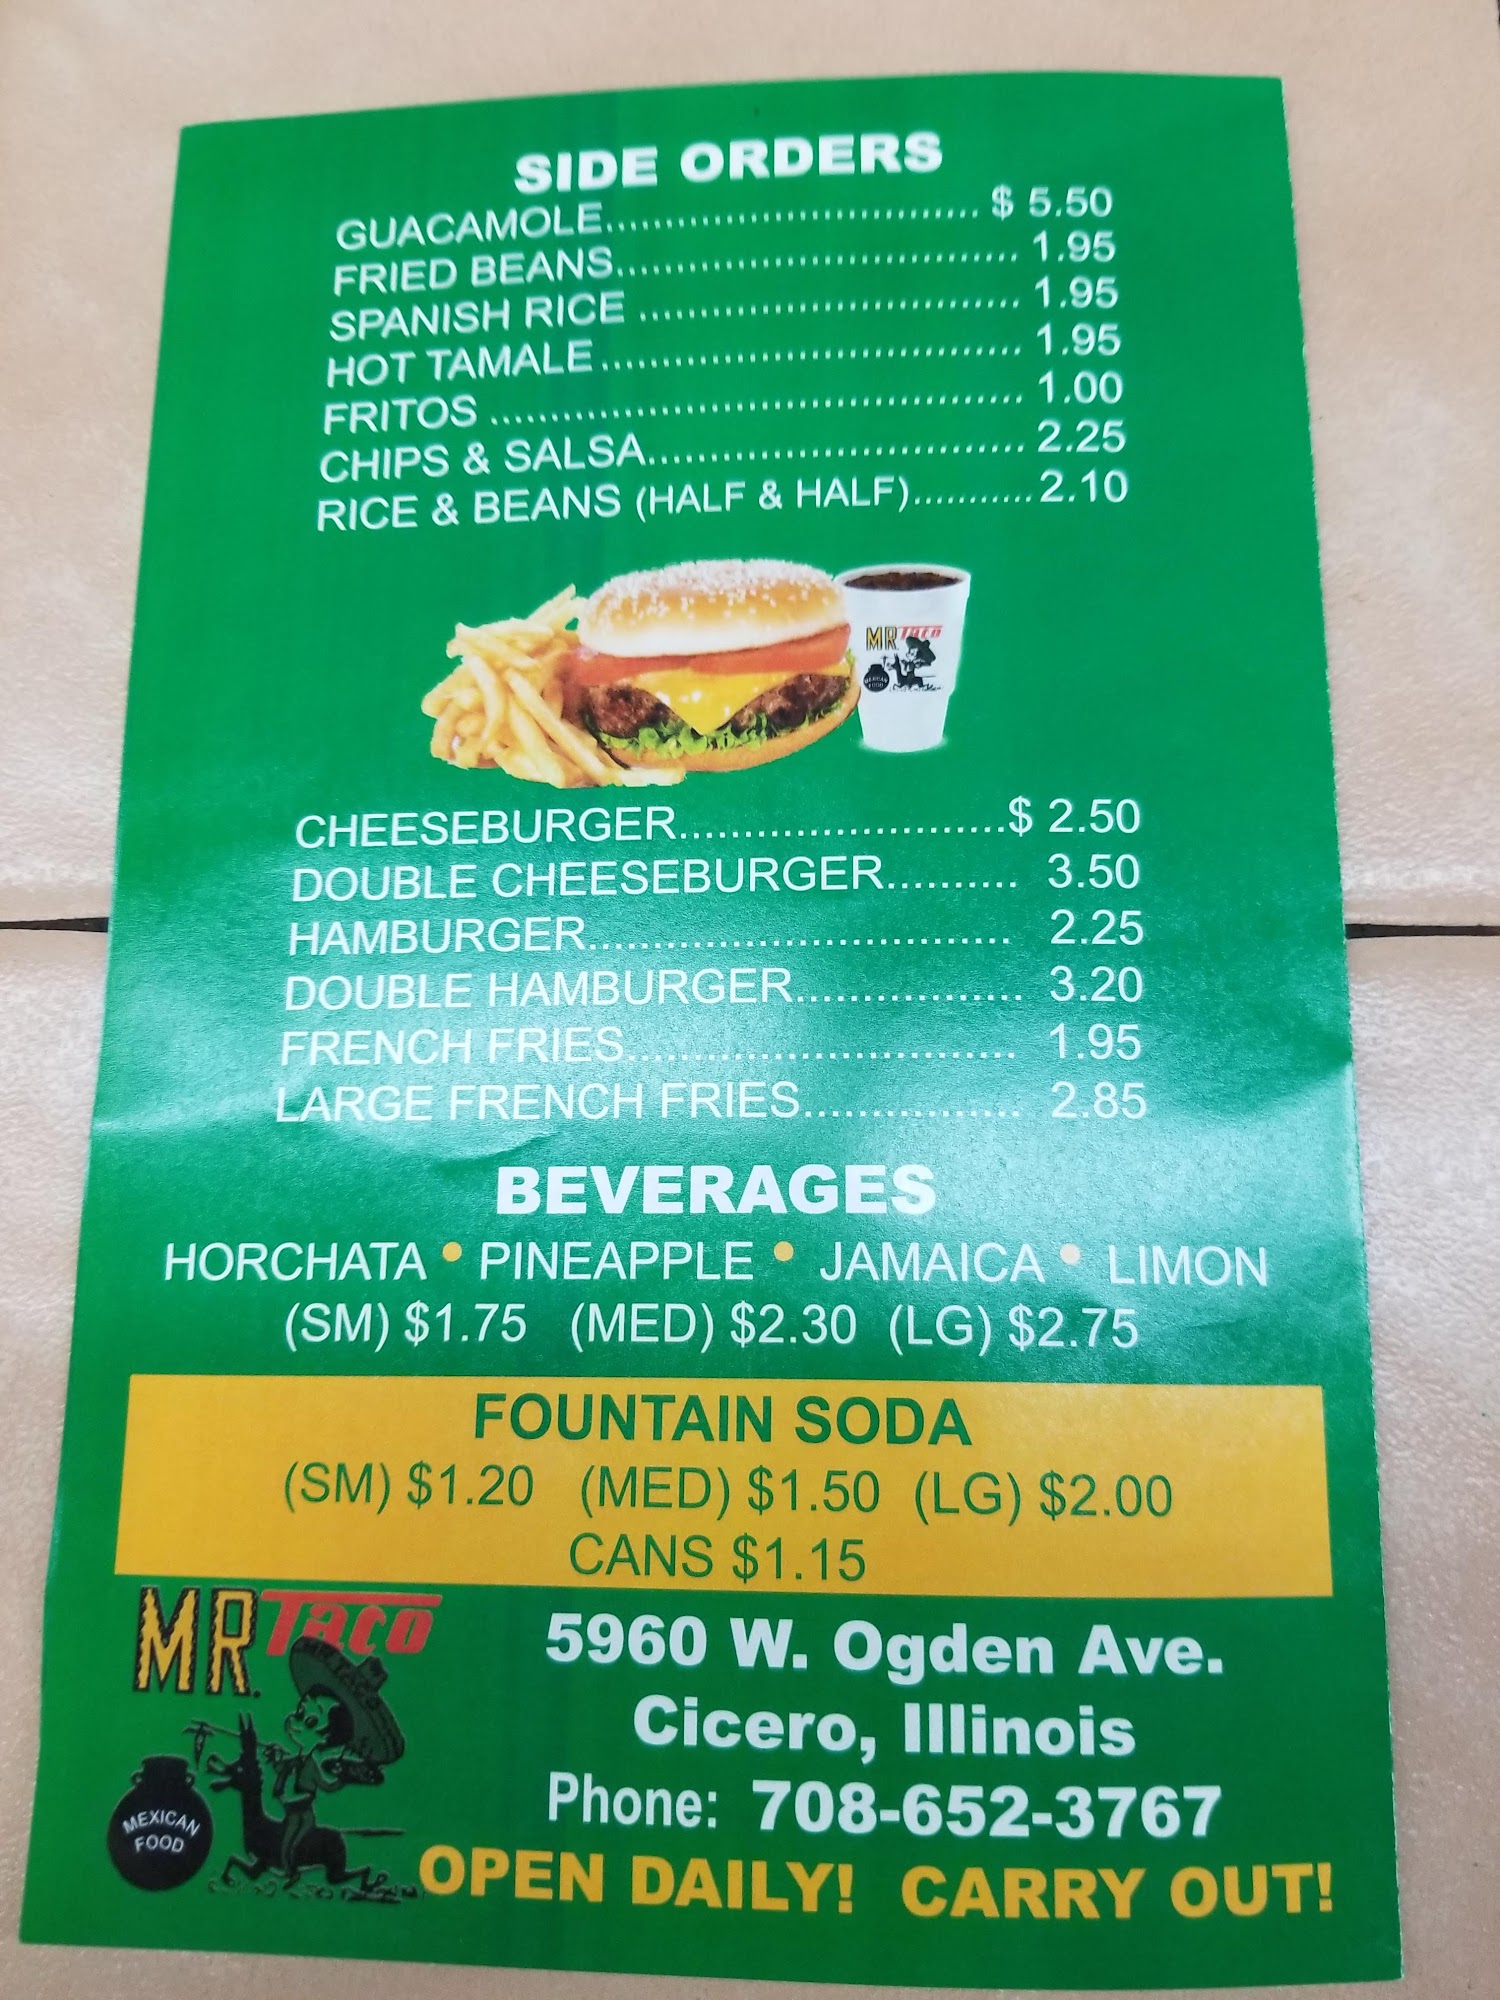 SIDE ORDERS
GUACAMOLE............................... $ 5.50
FRIED BEANS................................. 1.95
SPANISH RICE ............................... 1.95
HOT TAMALE.................................. 1.95
FRITOS ........................................... 1.00
CHIPS & SALSA............................... 2.25
RICE & BEANS (HALF & HALF)...........2.10
MR. Taco
MEXICAN
FOOD
CHEESEBURGER.........................$ 2.50
DOUBLE CHEESEBURGER.......... 3.50
HAMBURGER................................ 2.25
DOUBLE HAMBURGER................. 3.20
FRENCH FRIES............................. 1.95
LARGE FRENCH FRIES................ 2.85
BEVERAGES
HORCHATA • PINEAPPLE • JAMAICA • LIMON
(SM) $1.75 (MED) $2.30 (LG) $2.75
FOUNTAIN SODA
(SM) $1.20 (MED) $1.50 (LG) $2.00
CANS $1.15
MR. Taco
MEXICAN
FOOD
5960 W. Ogden Ave.
Cicero, Illinois
Phone: 708-652-3767
OPEN DAILY! CARRY OUT!